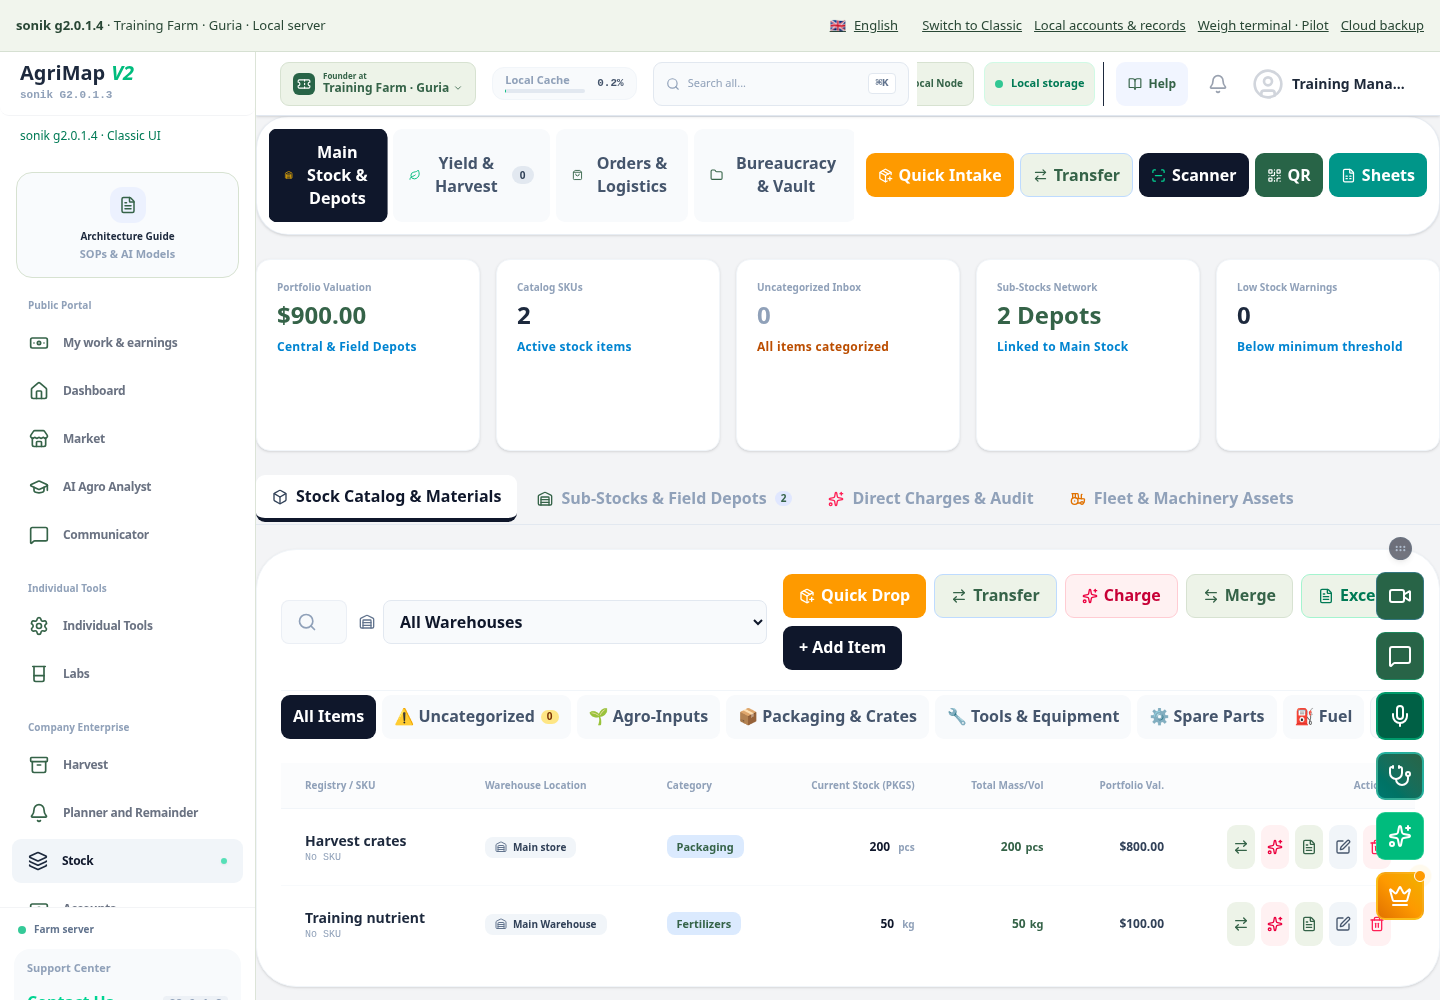 sonik g2.0.1.4 · Training Farm · Guria · Local server
English
Switch to Classic
Local accounts & records
Weigh terminal · Pilot
Cloud backup
AgriMap V2
sonik G2.0.1.3
sonik g2.0.1.4 · Classic UI
Architecture Guide
SOPs & AI Models
Public Portal
My work & earnings
Dashboard
Market
AI Agro Analyst
Communicator
Individual Tools
Individual Tools
Labs
Company Enterprise
Harvest
Planner and Remainder
Stock
Accounts
Farm server
Support Center
Contact Us
Founder at
Training Farm · Guria
Local Cache
0.2%
Search all...
⌘K
ocal Node
Local storage
Help
Training Mana...
Main Stock & Depots
Yield & Harvest
0
Orders & Logistics
Bureaucracy & Vault
Quick Intake
Transfer
Scanner
QR
Sheets
Portfolio Valuation
$900.00
Central & Field Depots
Catalog SKUs
2
Active stock items
Uncategorized Inbox
0
All items categorized
Sub-Stocks Network
2 Depots
Linked to Main Stock
Low Stock Warnings
0
Below minimum threshold
Stock Catalog & Materials
Sub-Stocks & Field Depots
2
Direct Charges & Audit
Fleet & Machinery Assets
All Warehouses
Quick Drop
Transfer
Charge
Merge
Exce
+ Add Item
All Items
Uncategorized
0
Agro-Inputs
Packaging & Crates
Tools & Equipment
Spare Parts
Fuel
Registry / SKU
Warehouse Location
Category
Current Stock (PKGS)
Total Mass/Vol
Portfolio Val.
Actio
Harvest crates
No SKU
Main store
Packaging
200 pcs
200 pcs
$800.00
Training nutrient
No SKU
Main Warehouse
Fertilizers
50 kg
50 kg
$100.00